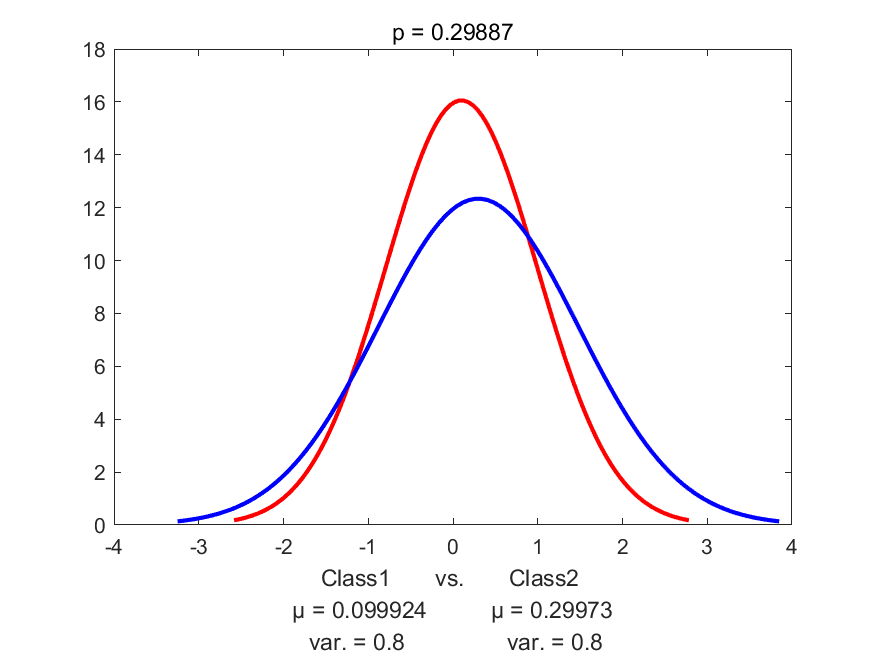 p = 0.29887
18
16
14
12
10
8
6
4
2
0
-4 -3 -2 -1 0 1 2 3 4
Class1 vs. Class2
μ = 0.099924 μ = 0.29973
var. = 0.8 var. = 0.8